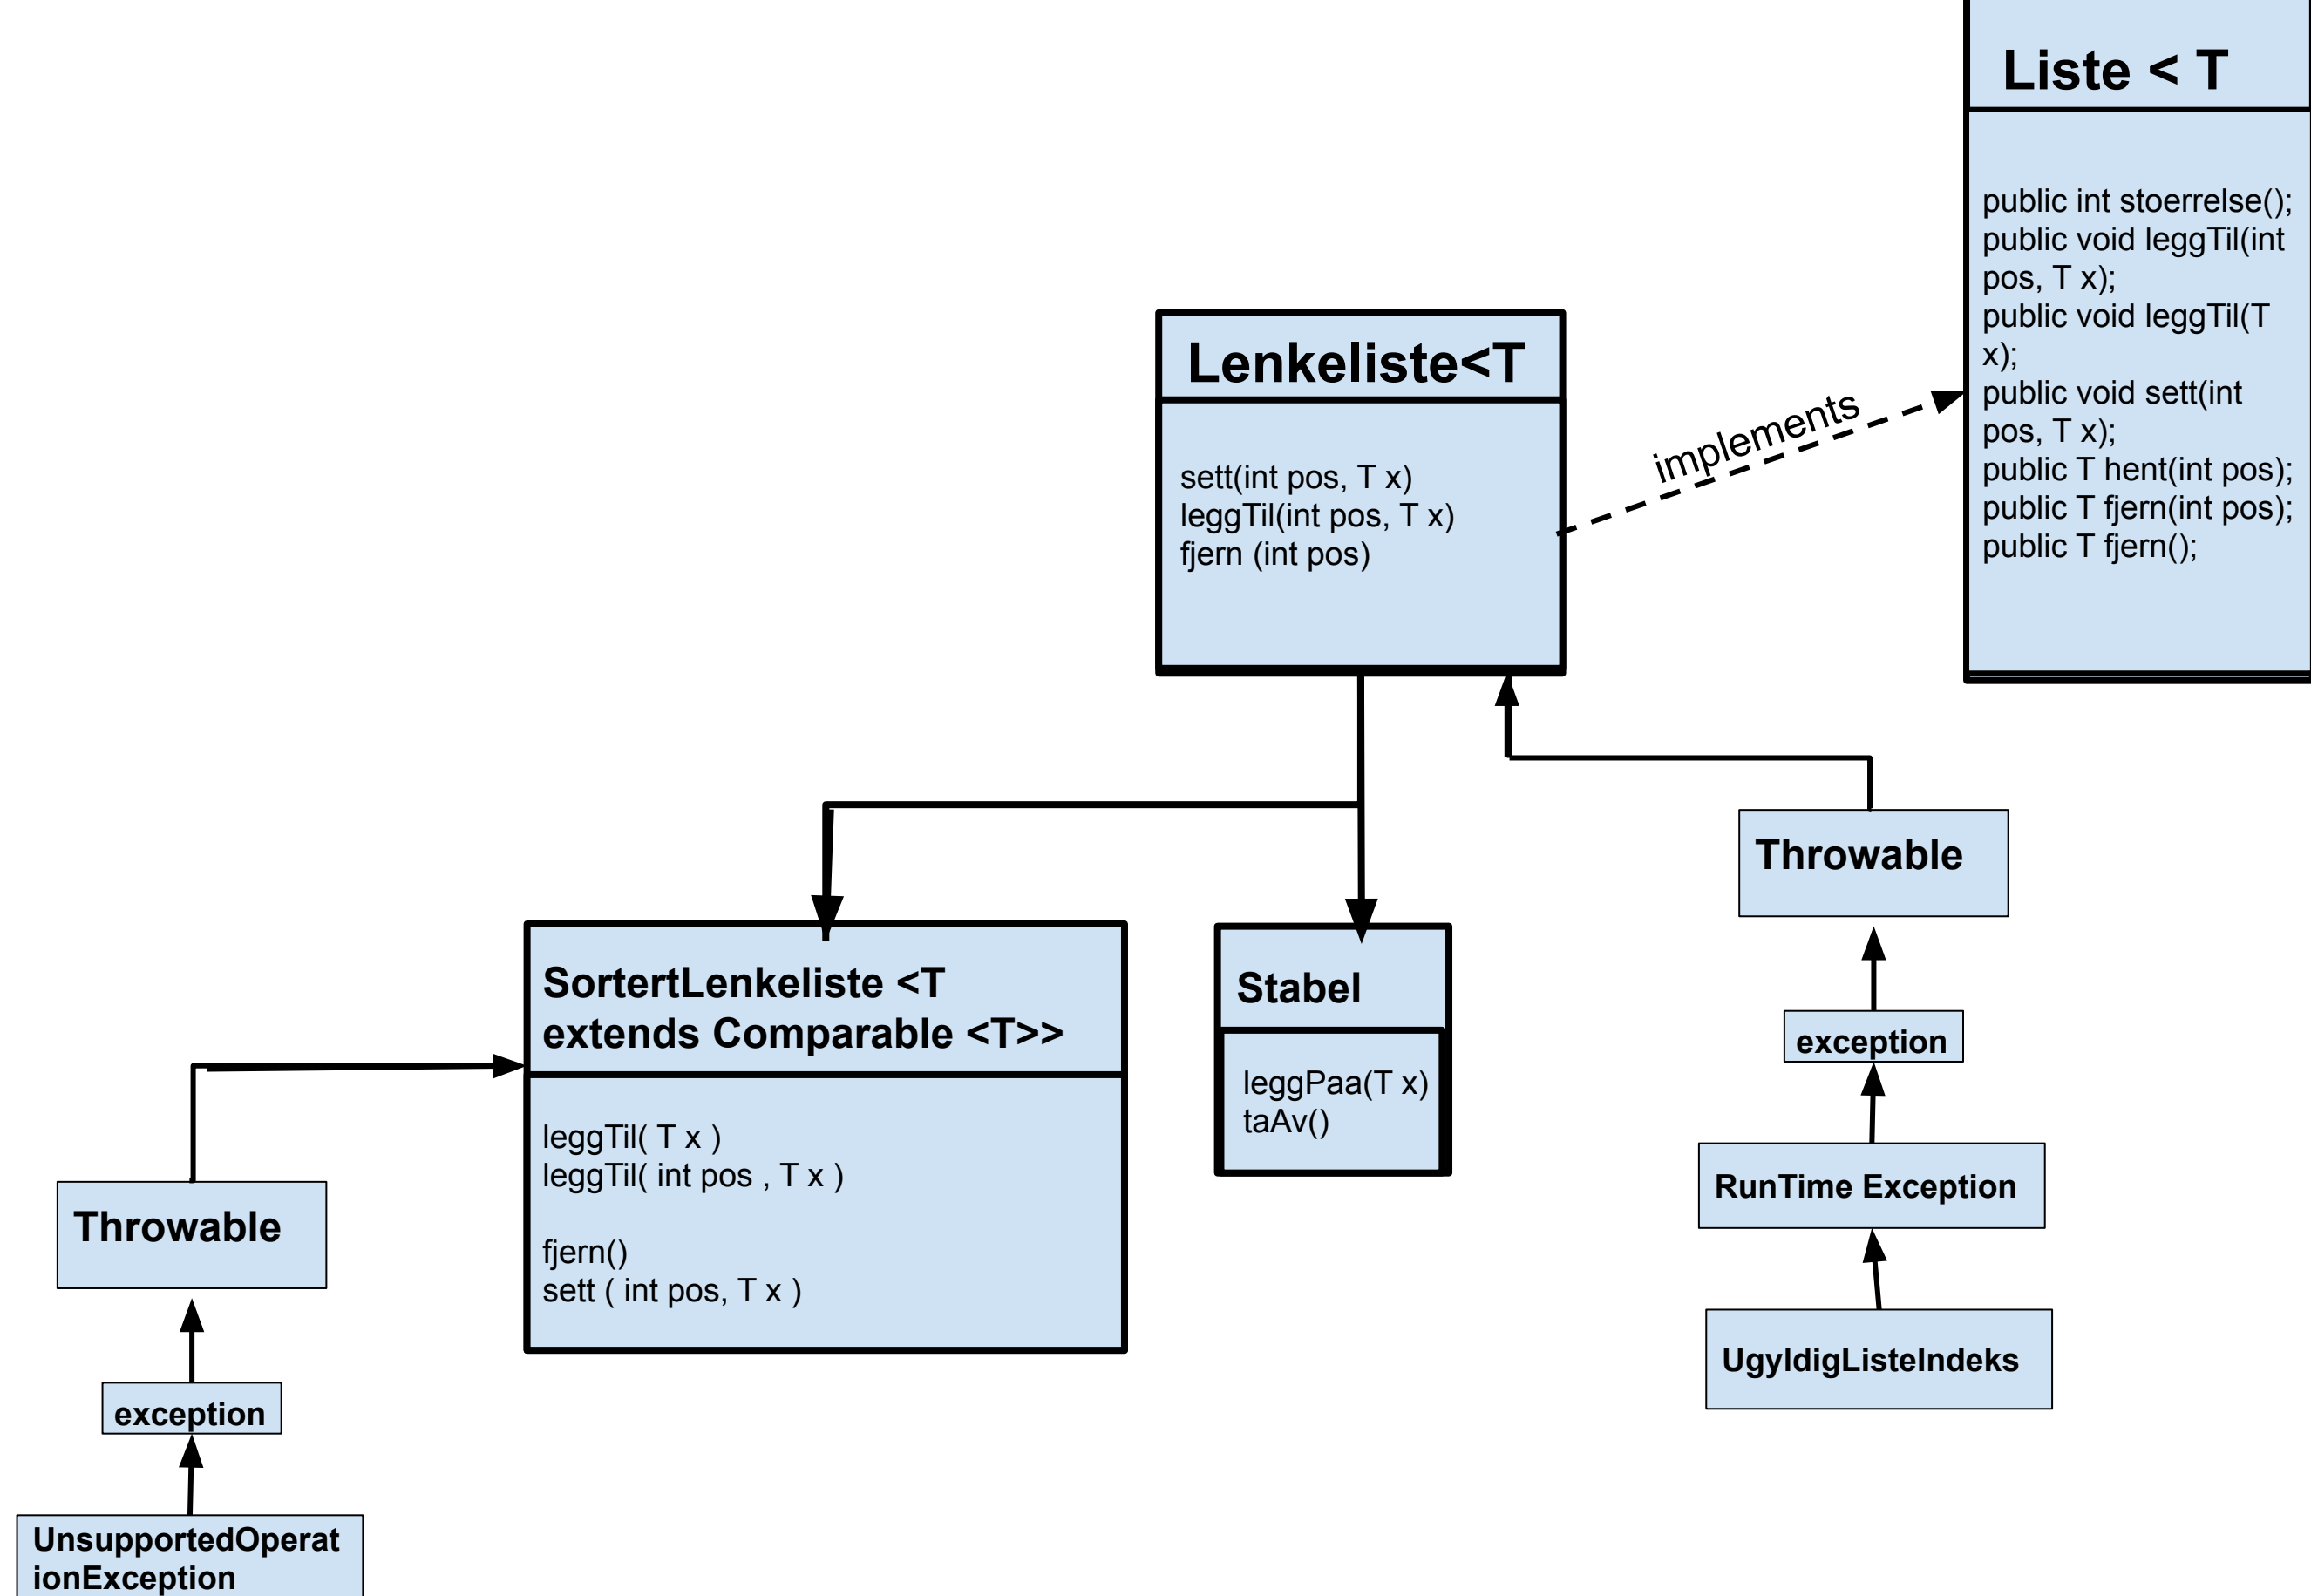 Liste < T
public int stoerrelse();
public void leggTil(int
pos, T x);
public void leggTil(T
x);
public void sett(int
pos, T x);
public T hent(int pos);
public T fjern(int pos);
public T fjern();
Lenkeliste<T
sett(int pos, T x)
leggTil(int pos, T x)
fjern (int pos)
implements
Throwable
exception
RunTime Exception
UgyldigListeIndeks
SortertLenkeliste <T
extends Comparable <T>>
leggTil( T x )
leggTil( int pos , T x )
fjern()
sett ( int pos, T x )
Stabel
leggPaa(T x)
taAv()
Throwable
exception
UnsupportedOperat
ionException